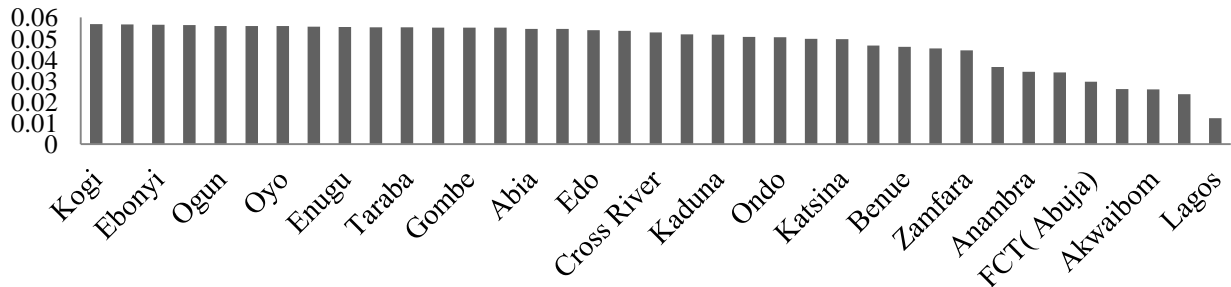 0.06
0.05
0.04
0.03
0.02
0.01
0
Kogi
Ebonyi
Ogun
Oyo
Enugu
Taraba
Gombe
Abia
Edo
Cross River
Kaduna
Ondo
Katsina
Benue
Zamfara
Anambra
FCT( Abuja)
Akwaibom
Lagos